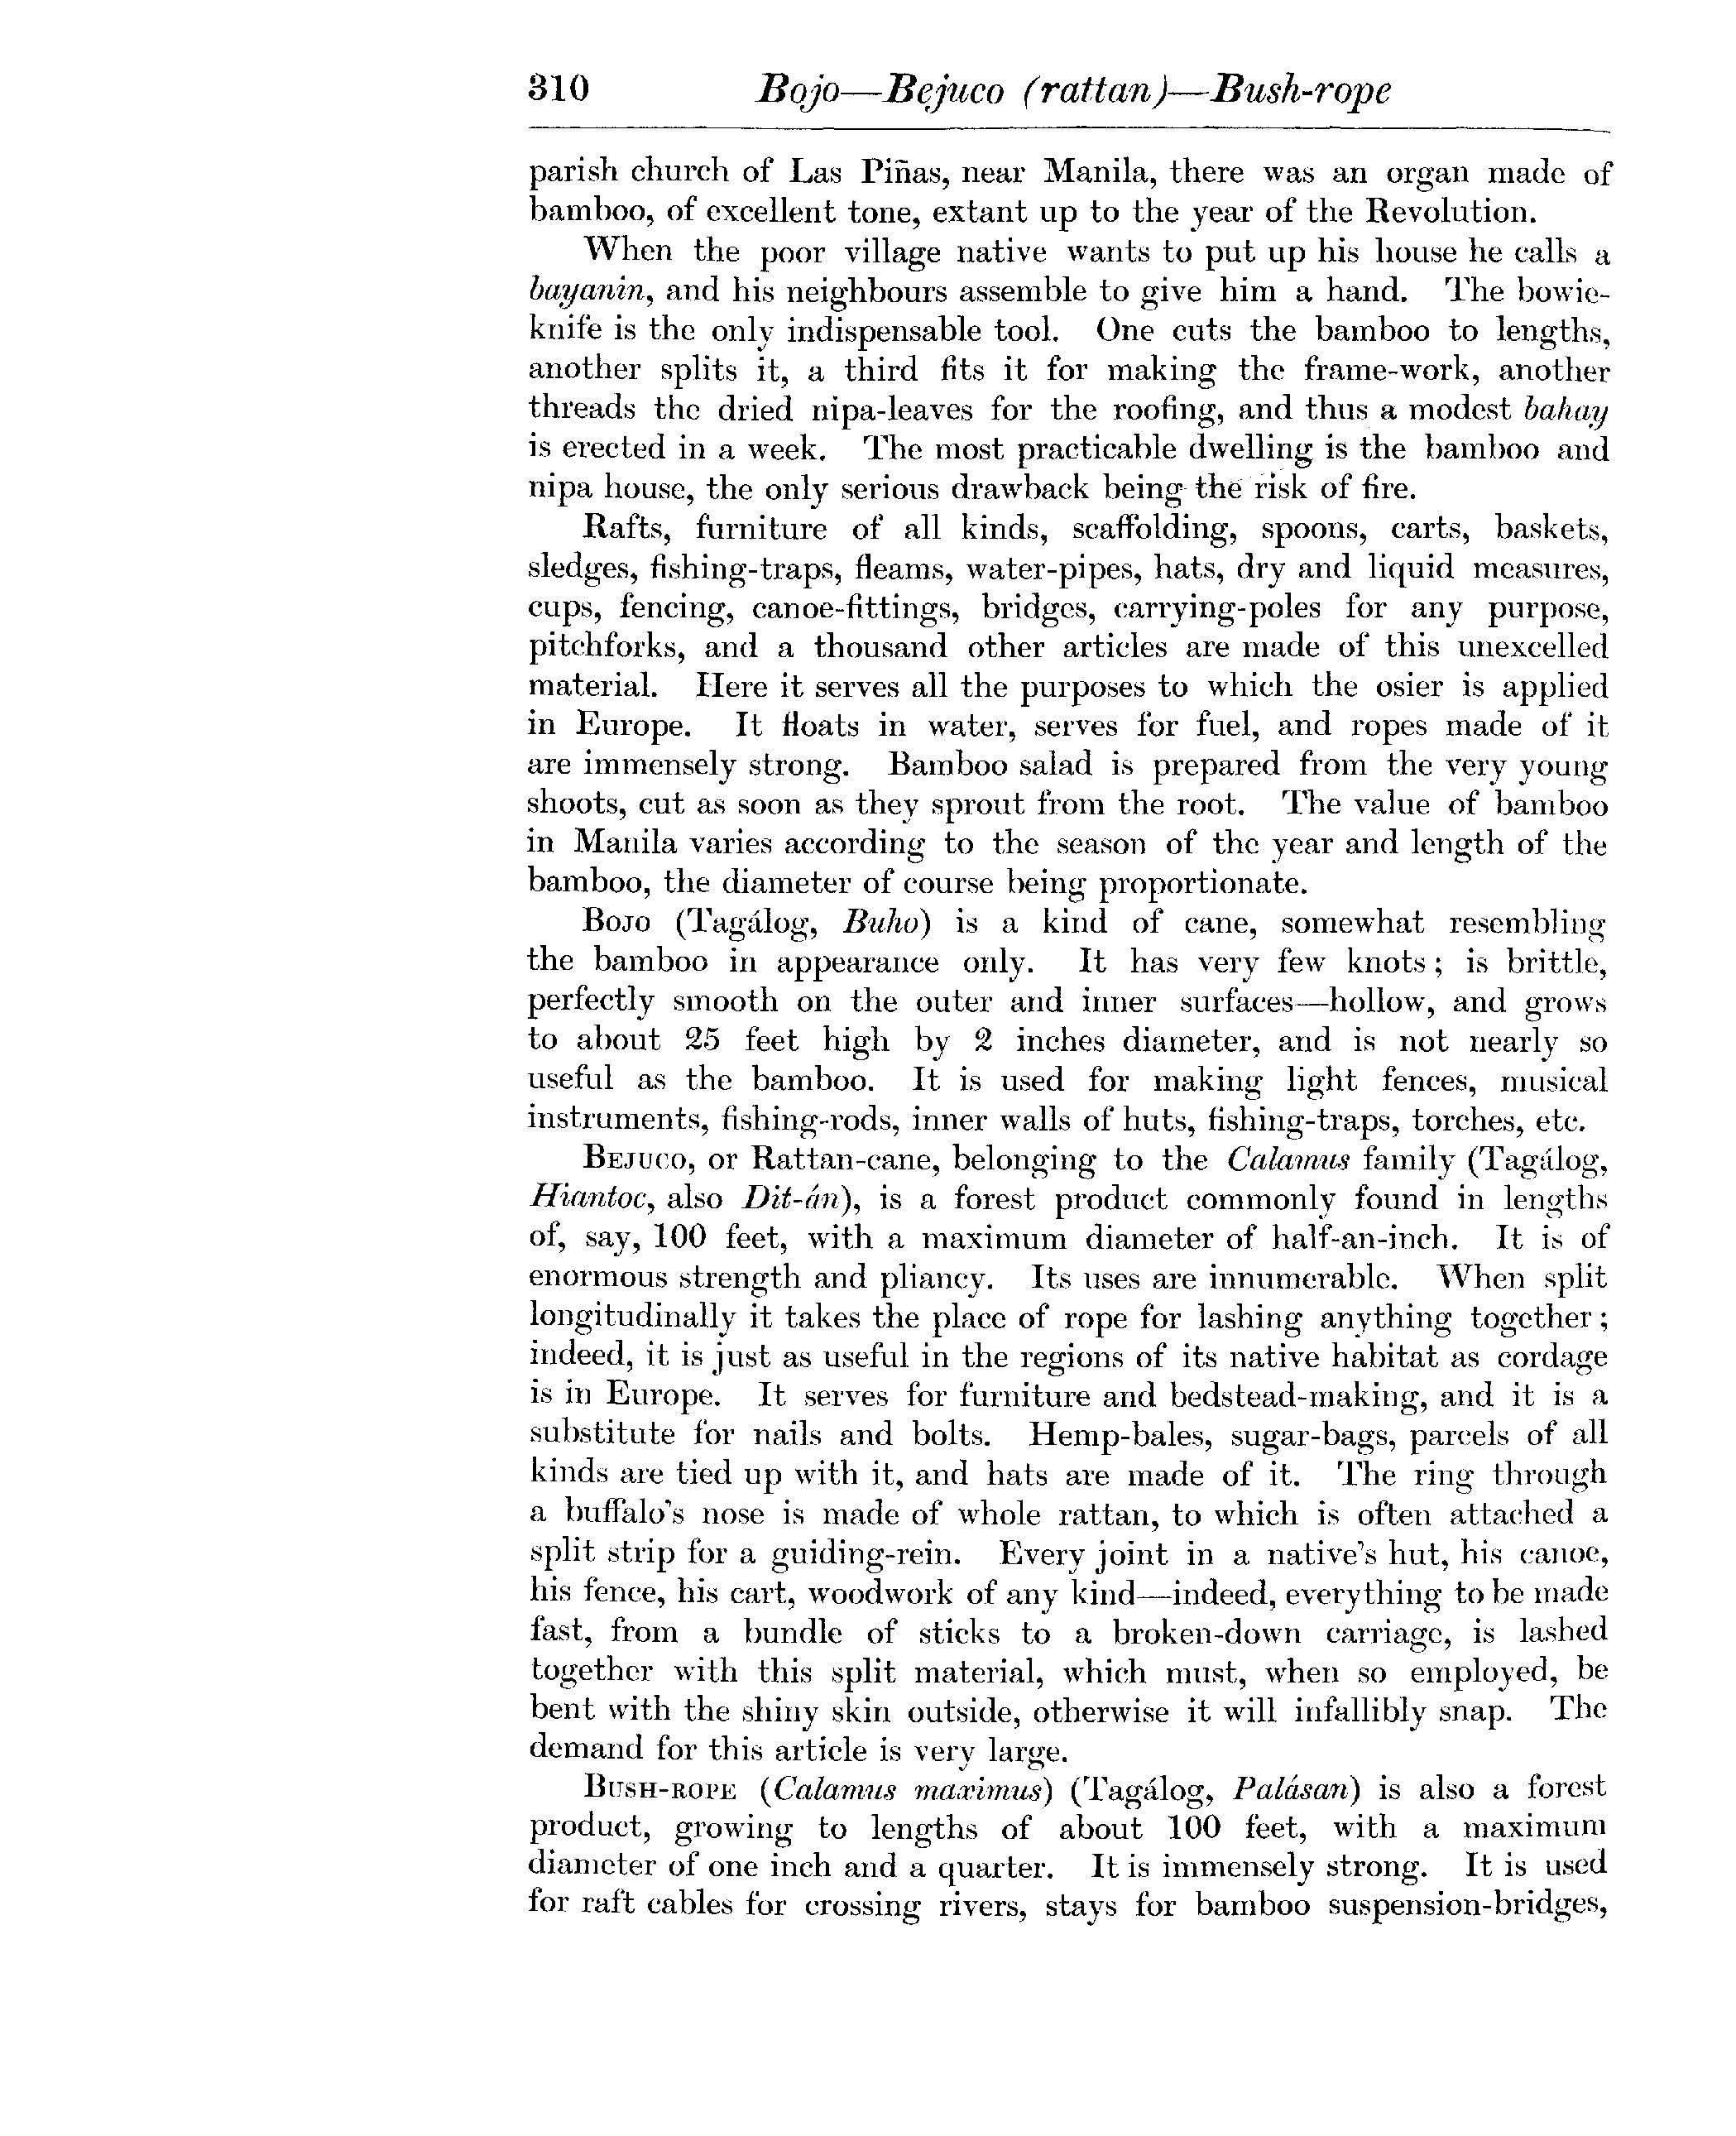 310 Bojo—Bejuco (rattan)—Bush-rope
parish church of Las Piñas, near Manila, there was an organ made of
bamboo, of excellent tone, extant up to the year of the Revolution.
When the poor village native wants to put up his house he calls a
bayanin, and his neighbours assemble to give him a hand. The bowie-
knife is the only indispensable tool. One cuts the bamboo to lengths,
another splits it, a third fits it for making the frame-work, another
threads the dried nipa-leaves for the roofing, and thus a modest bahay
is erected in a week. The most practicable dwelling is the bamboo and
nipa house, the only serious drawback being the risk of fire.
Rafts, furniture of all kinds, scaffolding, spoons, carts, baskets,
sledges, fishing-traps, fleams, water-pipes, hats, dry and liquid measures,
cups, fencing, canoe-fittings, bridges, carrying-poles for any purpose,
pitchforks, and a thousand other articles are made of this unexcelled
material. Here it serves all the purposes to which the osier is applied
in Europe. It floats in water, serves for fuel, and ropes made of it
are immensely strong. Bamboo salad is prepared from the very young
shoots, cut as soon as they sprout from the root. The value of bamboo
in Manila varies according to the season of the year and length of the
bamboo, the diameter of course being proportionate.
BOJO (Tagálog, Buho) is a kind of cane, somewhat resembling
the bamboo in appearance only. It has very few knots; is brittle,
perfectly smooth on the outer and inner surfaces—hollow, and grows
to about 25 feet high by 2 inches diameter, and is not nearly so
useful as the bamboo. It is used for making light fences, musical
instruments, fishing-rods, inner walls of huts, fishing-traps, torches, etc.
BEJUCO, or Rattan-cane, belonging to the Calamus family (Tagálog,
Hiantoc, also Dit-án), is a forest product commonly found in lengths
of, say, 100 feet, with a maximum diameter of half-an-inch. It is of
enormous strength and pliancy. Its uses are innumerable. When split
longitudinally it takes the place of rope for lashing anything together;
indeed, it is just as useful in the regions of its native habitat as cordage
is in Europe. It serves for furniture and bedstead-making, and it is a
substitute for nails and bolts. Hemp-bales, sugar-bags, parcels of all
kinds are tied up with it, and hats are made of it. The ring through
a buffalo's nose is made of whole rattan, to which is often attached a
split strip for a guiding-rein. Every joint in a native's hut, his canoe,
his fence, his cart, woodwork of any kind—indeed, everything to be made
fast, from a bundle of sticks to a broken-down carriage, is lashed
together with this split material, which must, when so employed, be
bent with the shiny skin outside, otherwise it will infallibly snap. The
demand for this article is very large.
BUSH-ROPE (Calamus maximus) (Tagálog, Palásan) is also a forest
product, growing to lengths of about 100 feet, with a maximum
diameter of one inch and a quarter. It is immensely strong. It is used
for raft cables for crossing rivers, stays for bamboo suspension-bridges,